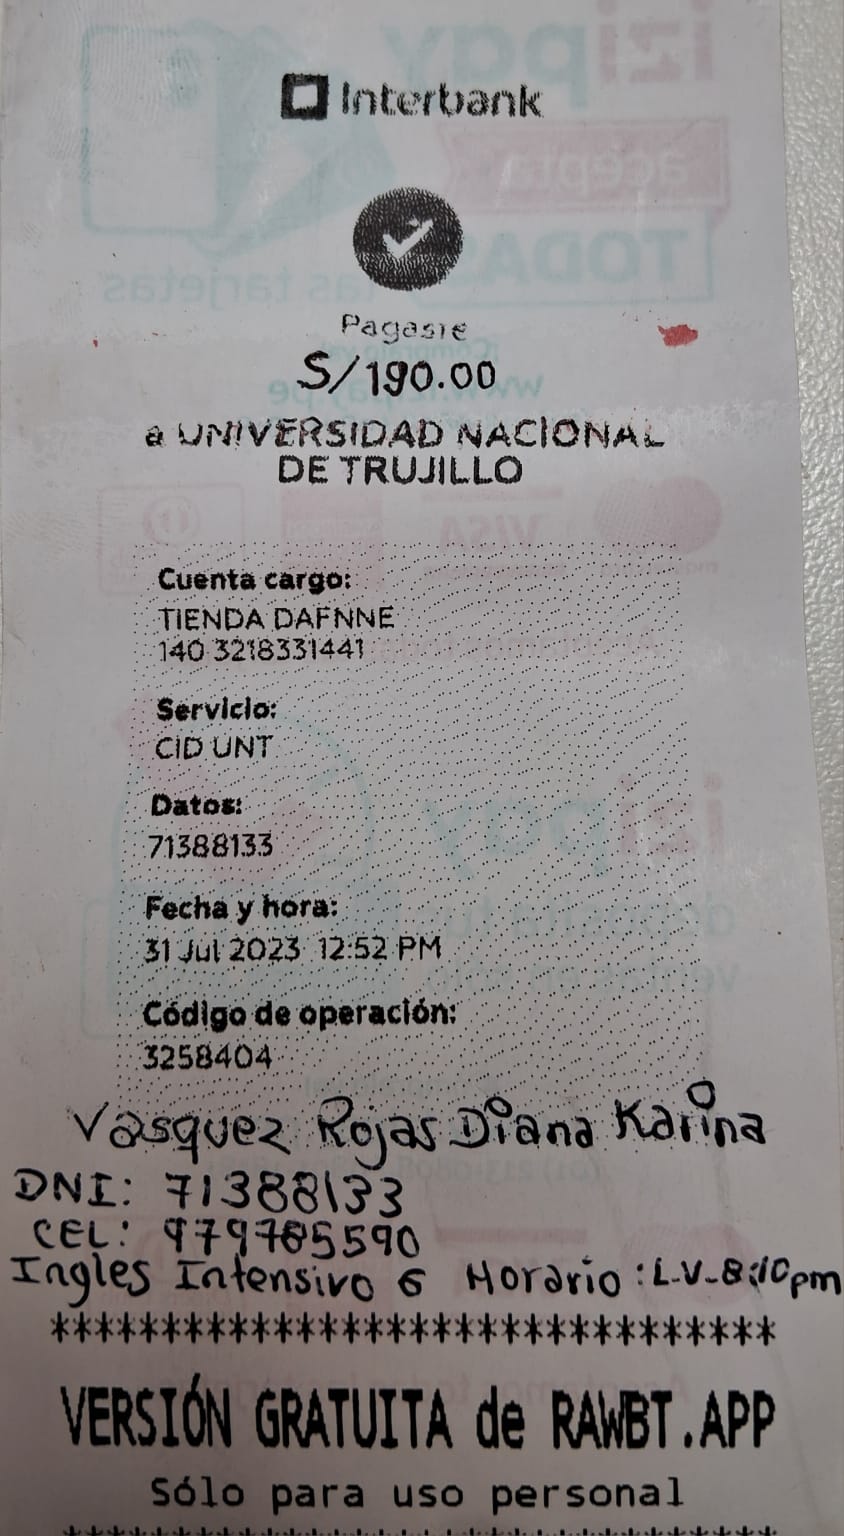 Interbank
Pagaste
S/190.00
a UNIVERSIDAD NACIONAL
DE TRUJILLO
Cuenta cargo:
TIENDA DAFNNE
140 3218331441
Servicio:
CID UNT
Datos:
71388133
Fecha y hora:
31 Jul 2023 12:52 PM
Código de operación:
3258404
Vásquez Rojas Diana Karina
DNI: 71388133
CEL: 979785590
Ingles Intensivo 6 Horario: L-V-8:10pm
*********************************
VERSIÓN GRATUITA de RAWBT.APP
Sólo para uso personal
*********************************